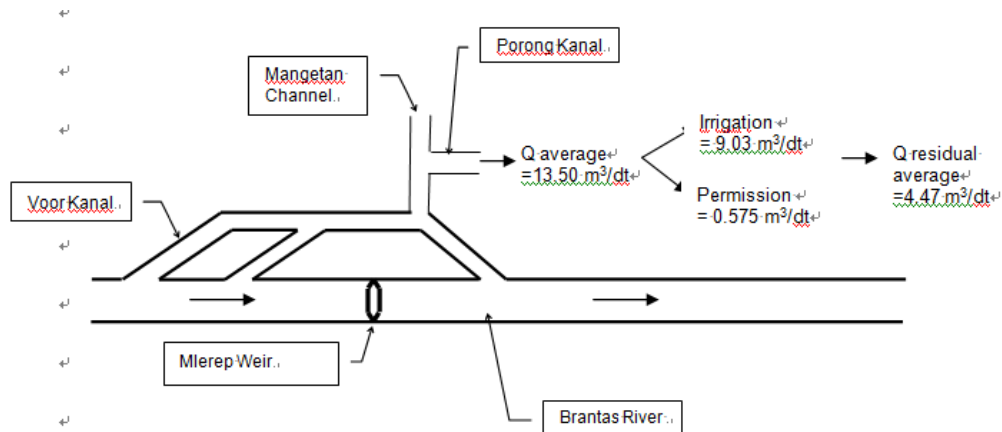 Porong Kanal
Mangetan
Channel
Irrigation
= 9.03 m³/dt
Q average
=13.50 m³/dt
Q residual
average
=4.47 m³/dt
Permission
= 0.575 m³/dt
Voor Kanal
Mlerep Weir
Brantas River